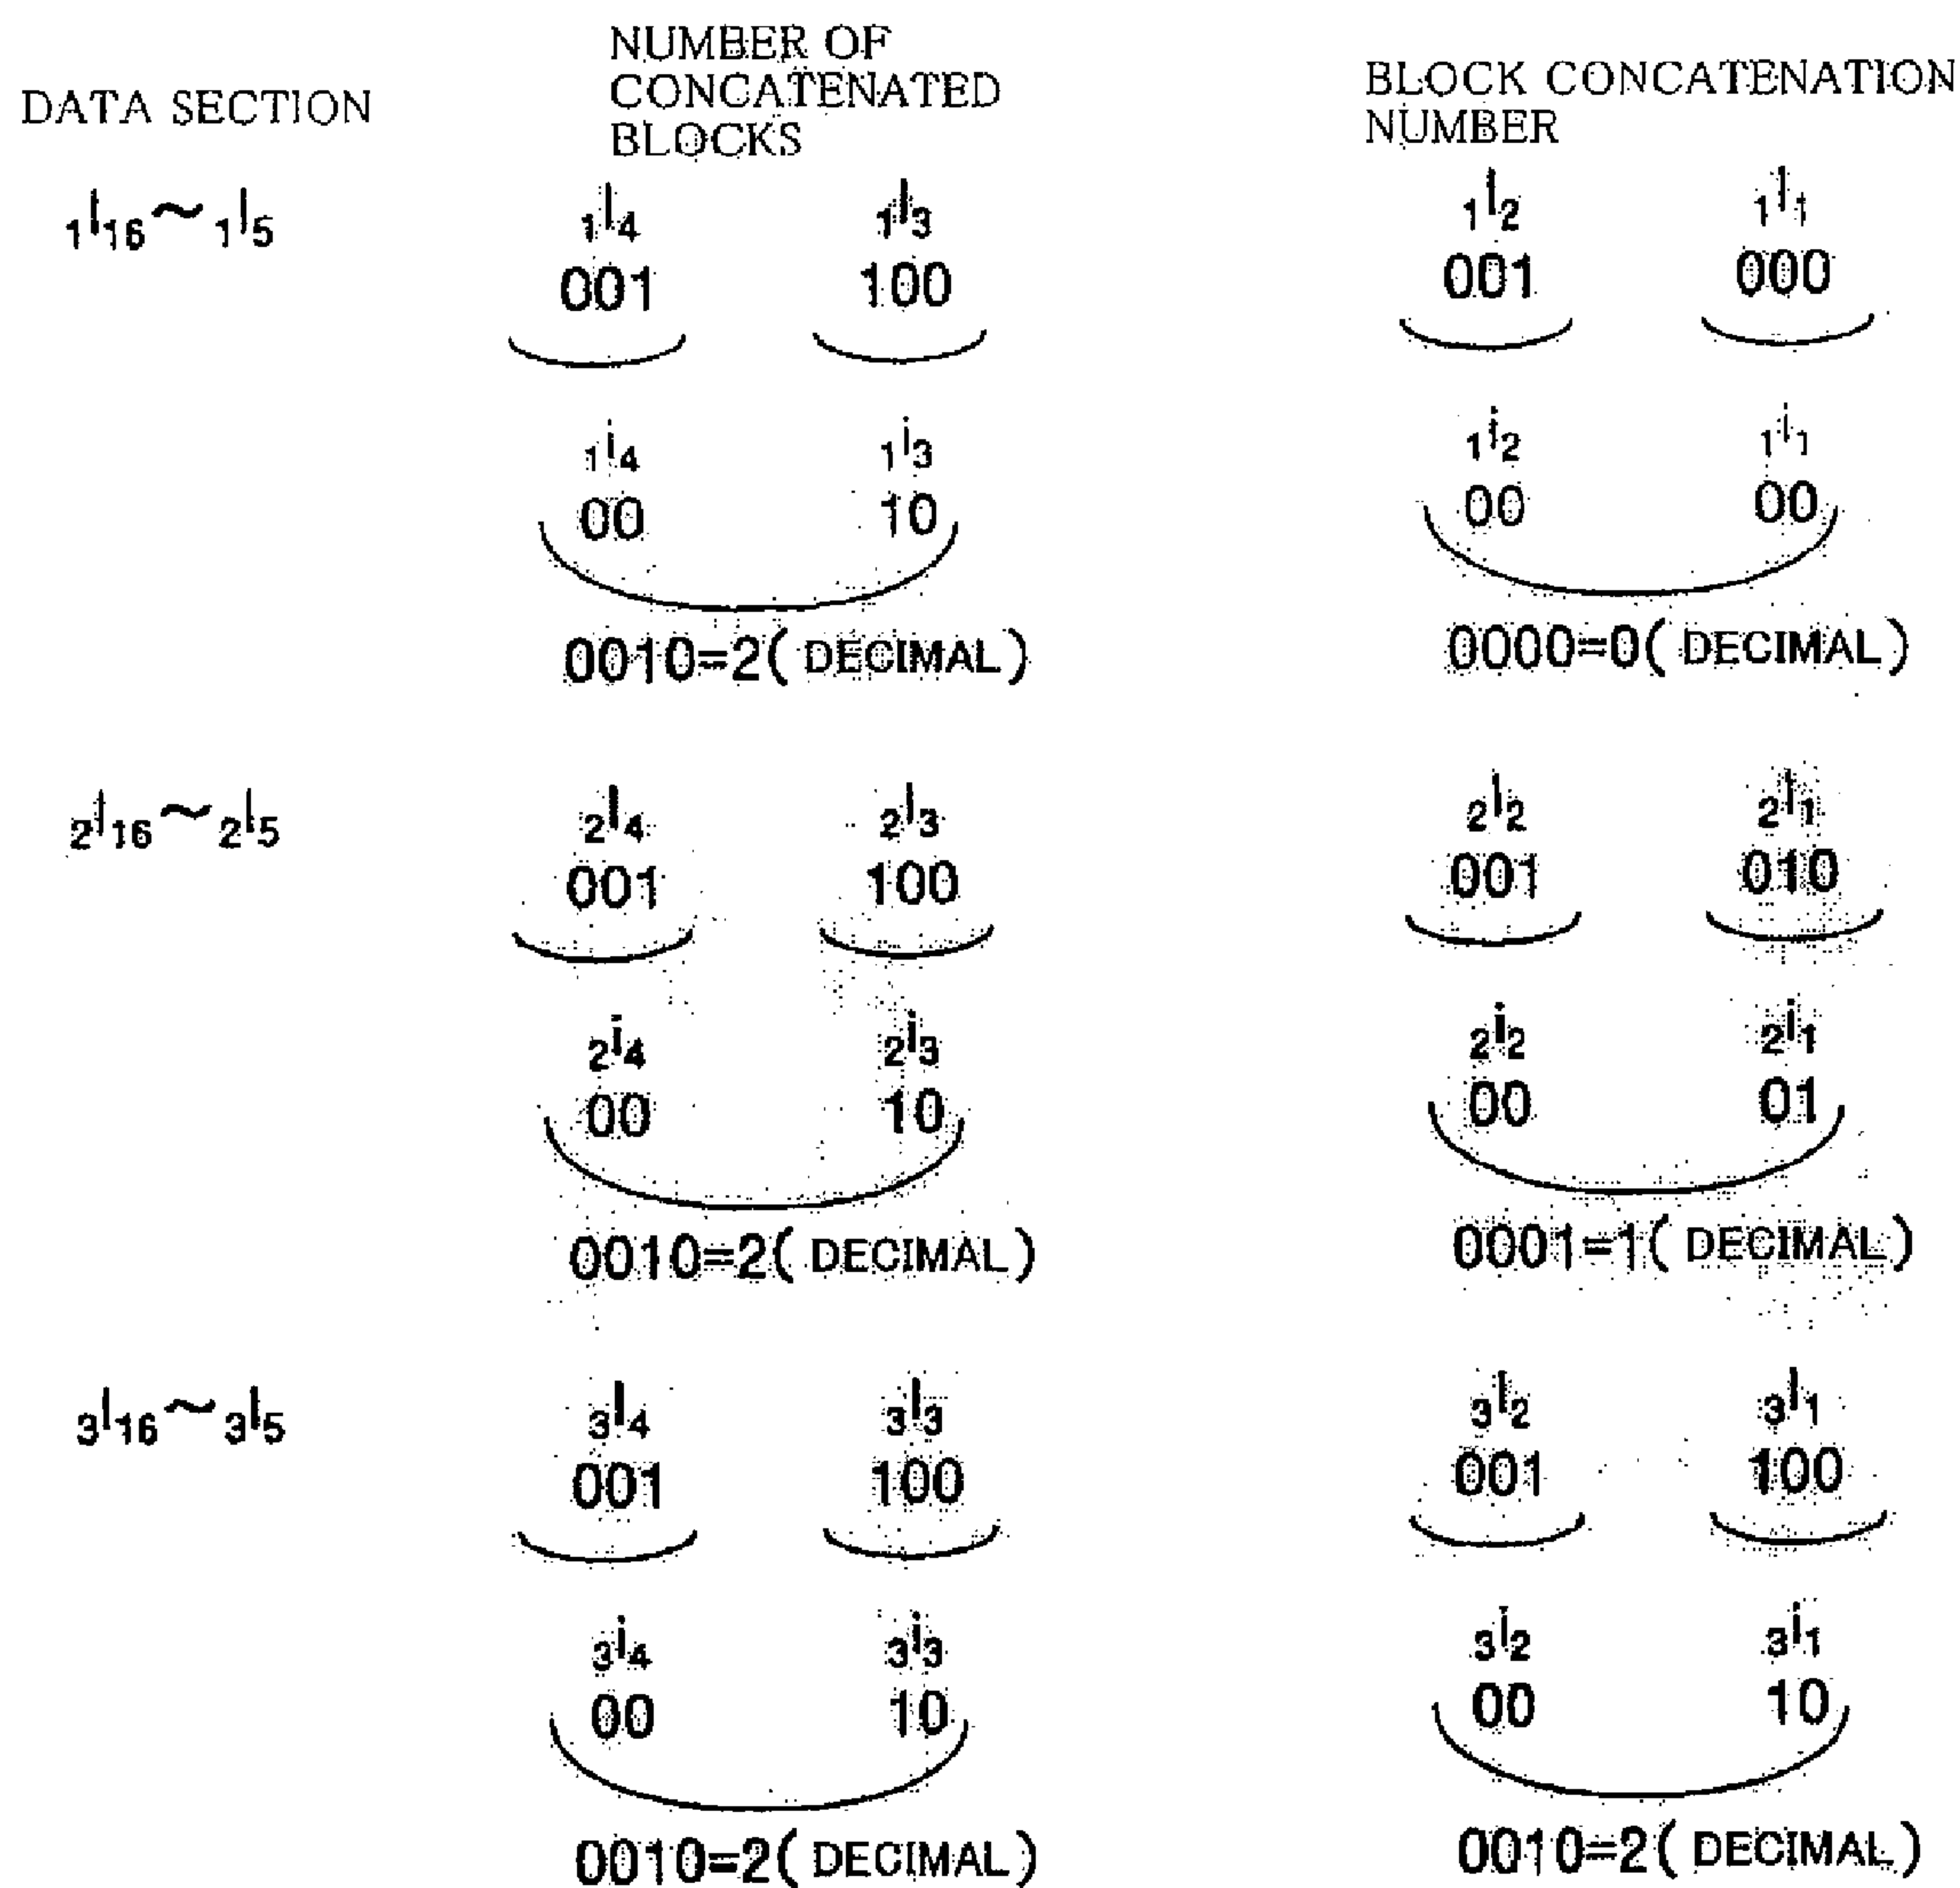 DATA SECTION
NUMBER OF
CONCATENATED
BLOCKS
BLOCK CONCATENATION
NUMBER
1I16~1I5
1I4 1I3 1I2 1I1
001 100 001 000
1i4 1i3 1i2 1i1
00 10 00 00
0010=2( DECIMAL) 0000=0( DECIMAL)
2I16~2I5
2I4 2I3 2I2 2I1
001 100 001 010
2i4 2i3 2i2 2i1
00 10 00 01
0010=2( DECIMAL) 0001=1( DECIMAL)
3I16~3I5
3I4 3I3 3I2 3I1
001 100 001 100
3i4 3i3 3i2 3i1
00 10 00 10
0010=2( DECIMAL) 0010=2( DECIMAL)